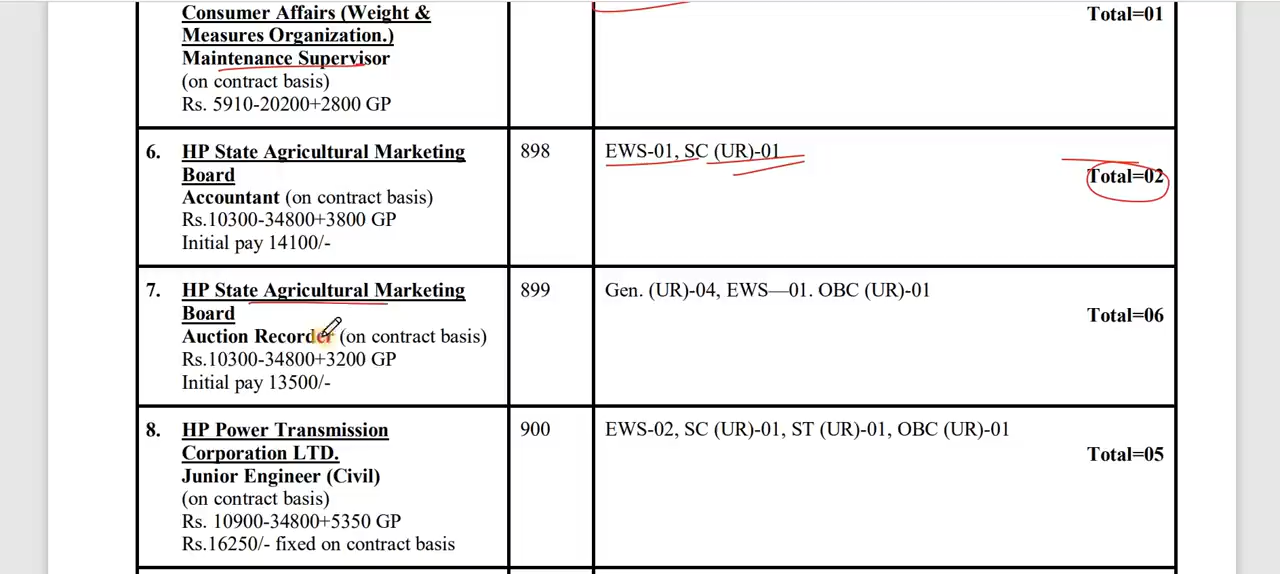 Consumer Affairs (Weight &
Measures Organization.)
Maintenance Supervisor
(on contract basis)
Rs. 5910-20200+2800 GP
Total=01
6. HP State Agricultural Marketing
Board
Accountant (on contract basis)
Rs.10300-34800+3800 GP
Initial pay 14100/-
898
EWS-01, SC (UR)-01
Total=02
7. HP State Agricultural Marketing
Board
Auction Recorder (on contract basis)
Rs.10300-34800+3200 GP
Initial pay 13500/-
899
Gen. (UR)-04, EWS—01. OBC (UR)-01
Total=06
8. HP Power Transmission
Corporation LTD.
Junior Engineer (Civil)
(on contract basis)
Rs. 10900-34800+5350 GP
Rs.16250/- fixed on contract basis
900
EWS-02, SC (UR)-01, ST (UR)-01, OBC (UR)-01
Total=05